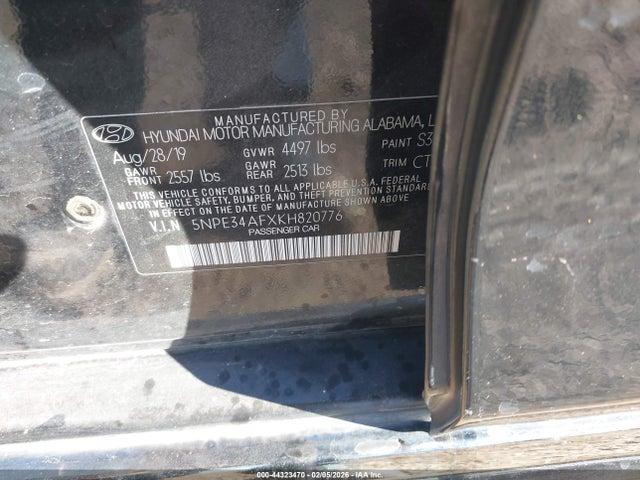 MANUFACTURED BY
HYUNDAI MOTOR MANUFACTURING ALABAMA, L
Aug/28/19 GVWR 4497 lbs PAINT S3
GAWR FRONT 2557 lbs GAWR REAR 2513 lbs TRIM CT
THIS VEHICLE CONFORMS TO ALL APPLICABLE U.S.A. FEDERAL
MOTOR VEHICLE SAFETY, BUMPER, AND THEFT PREVENTION
STANDARDS IN EFFECT ON THE DATE OF MANUFACTURE SHOWN ABOVE.
V.I.N 5NPE34AFXKH820776
PASSENGER CAR
000-44323470 - 02/05/2026 - COPART